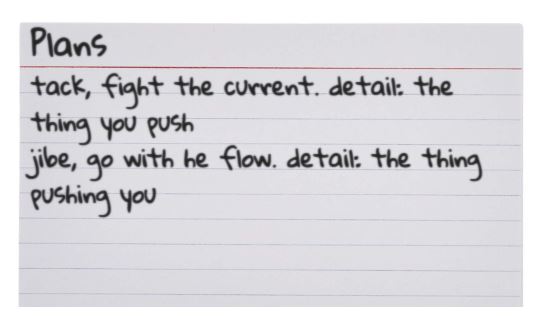 Plans
tack, fight the current. detail: the
thing you push
jibe, go with he flow. detail: the thing
pushing you